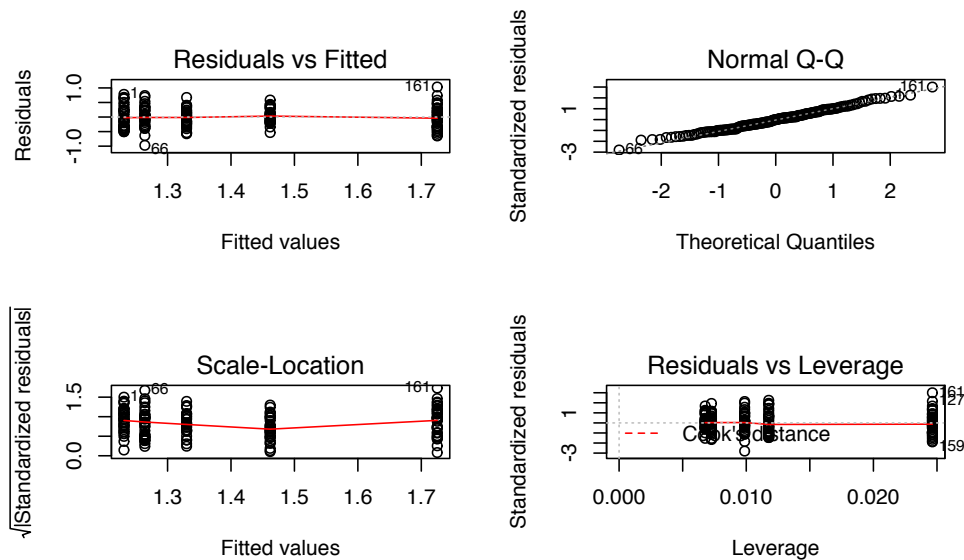 Residuals vs Fitted
Residuals
1.0
-1.0
161
1
66
1.3 1.4 1.5 1.6 1.7
Fitted values
Normal Q-Q
Standardized residuals
1
-3
161
1
66
-2 -1 0 1 2
Theoretical Quantiles
Scale-Location
√|Standardized residuals|
1.5
0.0
1
66
161
1.3 1.4 1.5 1.6 1.7
Fitted values
Residuals vs Leverage
Standardized residuals
1
-3
161
127
159
Cook's distance
0.000 0.010 0.020
Leverage